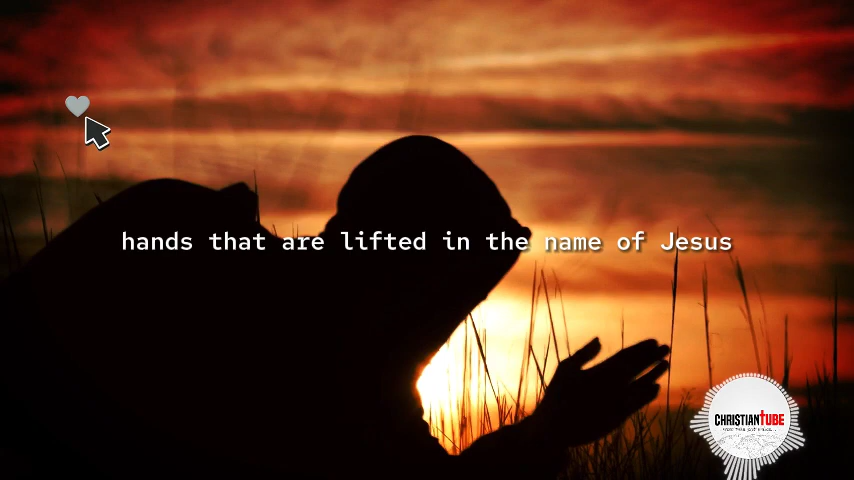 hands that are lifted in the name of Jesus
CHRISTIANTUBE